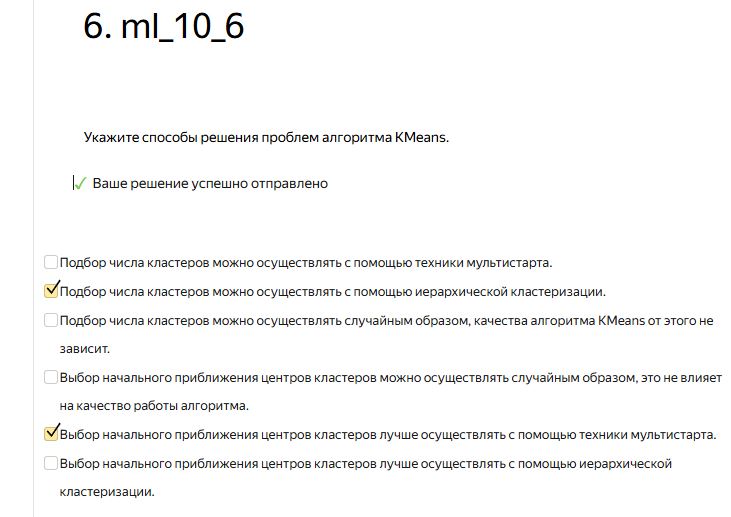 6. ml_10_6
Укажите способы решения проблем алгоритма KMeans.
Ваше решение успешно отправлено
Подбор числа кластеров можно осуществлять с помощью техники мультистарта.
Подбор числа кластеров можно осуществлять с помощью иерархической кластеризации.
Подбор числа кластеров можно осуществлять случайным образом, качества алгоритма KMeans от этого не
зависит.
Выбор начального приближения центров кластеров можно осуществлять случайным образом, это не влияет
на качество работы алгоритма.
Выбор начального приближения центров кластеров лучше осуществлять с помощью техники мультистарта.
Выбор начального приближения центров кластеров лучше осуществлять с помощью иерархической
кластеризации.